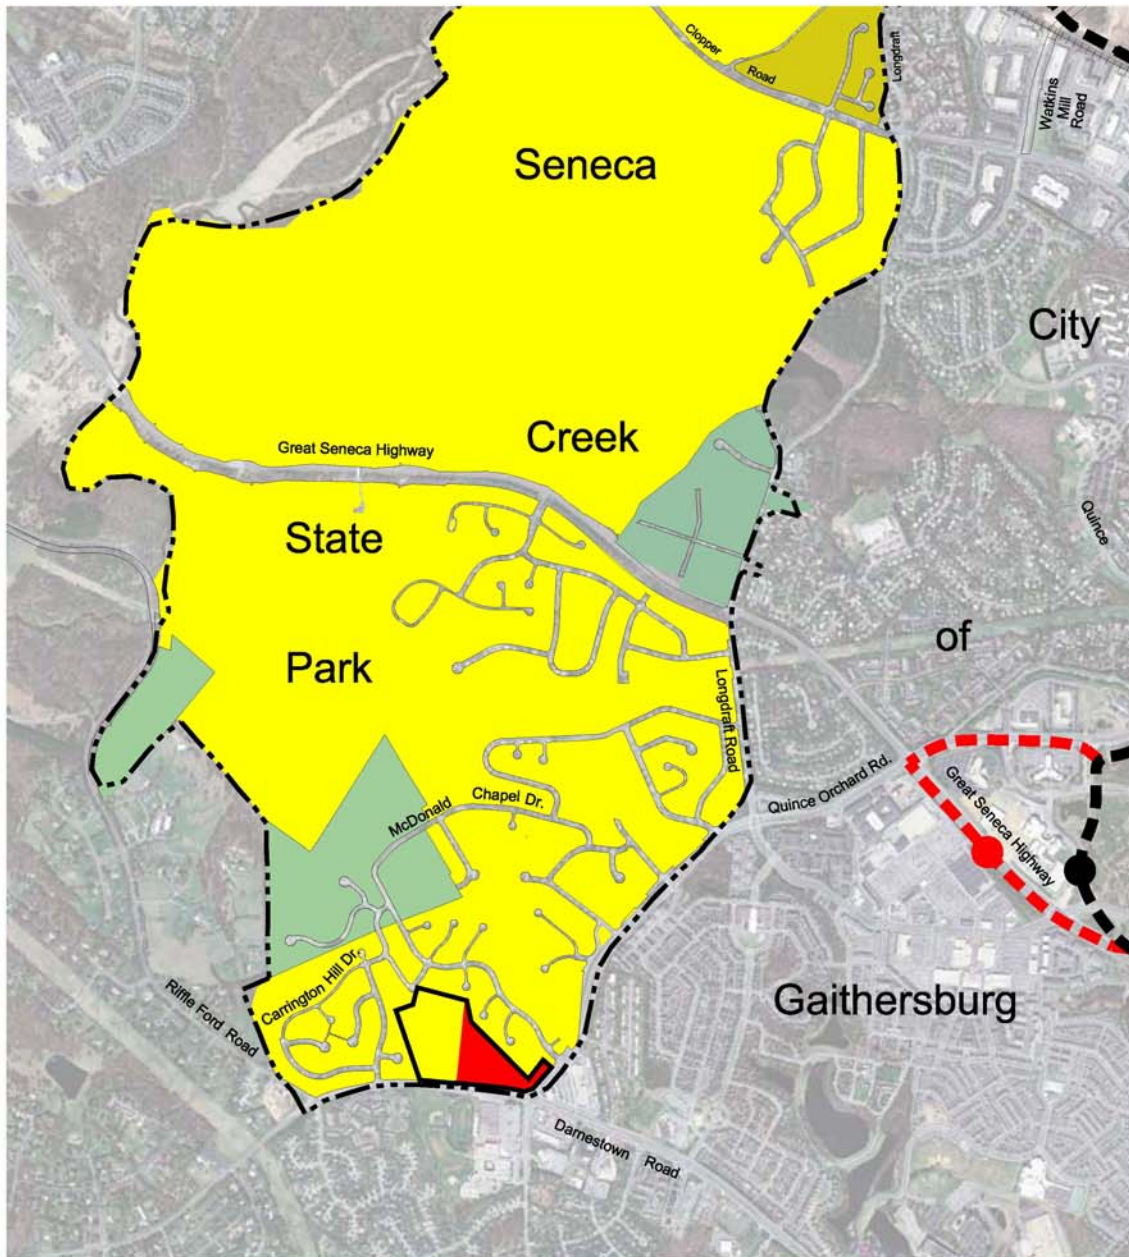 Clopper
Road
Longdraft
Watkins
Mill
Road
Seneca
City
Creek
Great Seneca Highway
Quince
State
of
Park
Longdraft Road
Quince Orchard Rd.
Great Seneca Highway
McDonald
Chapel Dr.
Carrington Hill Dr.
Riffle Ford Road
Gaithersburg
Darnestown Road